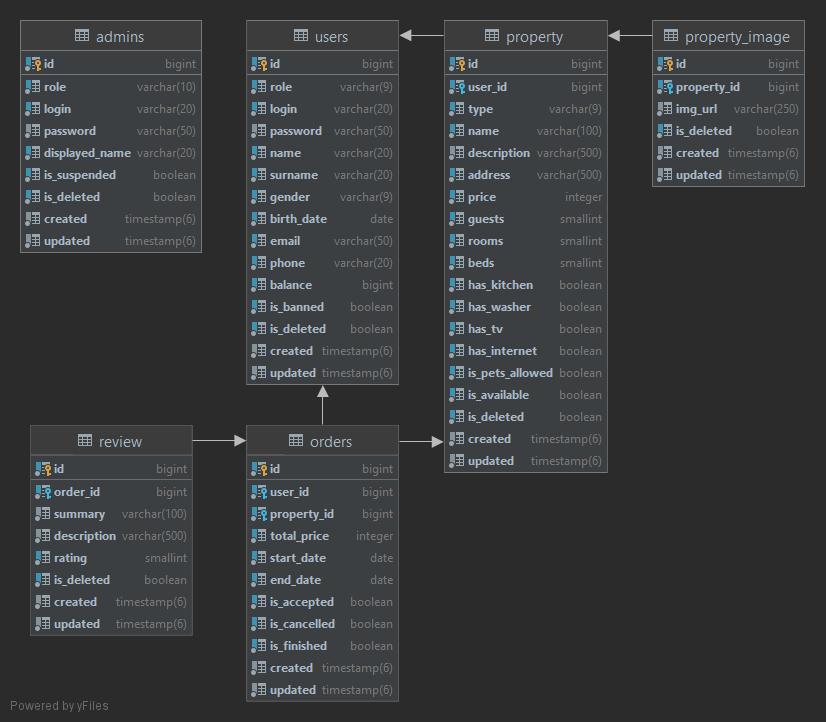 admins
id bigint
role varchar(10)
login varchar(20)
password varchar(50)
displayed_name varchar(20)
is_suspended boolean
is_deleted boolean
created timestamp(6)
updated timestamp(6)
users
id bigint
role varchar(9)
login varchar(20)
password varchar(50)
name varchar(20)
surname varchar(20)
gender varchar(9)
birth_date date
email varchar(50)
phone varchar(20)
balance bigint
is_banned boolean
is_deleted boolean
created timestamp(6)
updated timestamp(6)
property
id bigint
user_id bigint
type varchar(9)
name varchar(100)
description varchar(500)
address varchar(500)
price integer
guests smallint
rooms smallint
beds smallint
has_kitchen boolean
has_washer boolean
has_tv boolean
has_internet boolean
is_pets_allowed boolean
is_available boolean
is_deleted boolean
created timestamp(6)
updated timestamp(6)
property_image
id bigint
property_id bigint
img_url varchar(250)
is_deleted boolean
created timestamp(6)
updated timestamp(6)
review
id bigint
order_id bigint
summary varchar(100)
description varchar(500)
rating smallint
is_deleted boolean
created timestamp(6)
updated timestamp(6)
orders
id bigint
user_id bigint
property_id bigint
total_price integer
start_date date
end_date date
is_accepted boolean
is_cancelled boolean
is_finished boolean
created timestamp(6)
updated timestamp(6)
Powered by yFiles